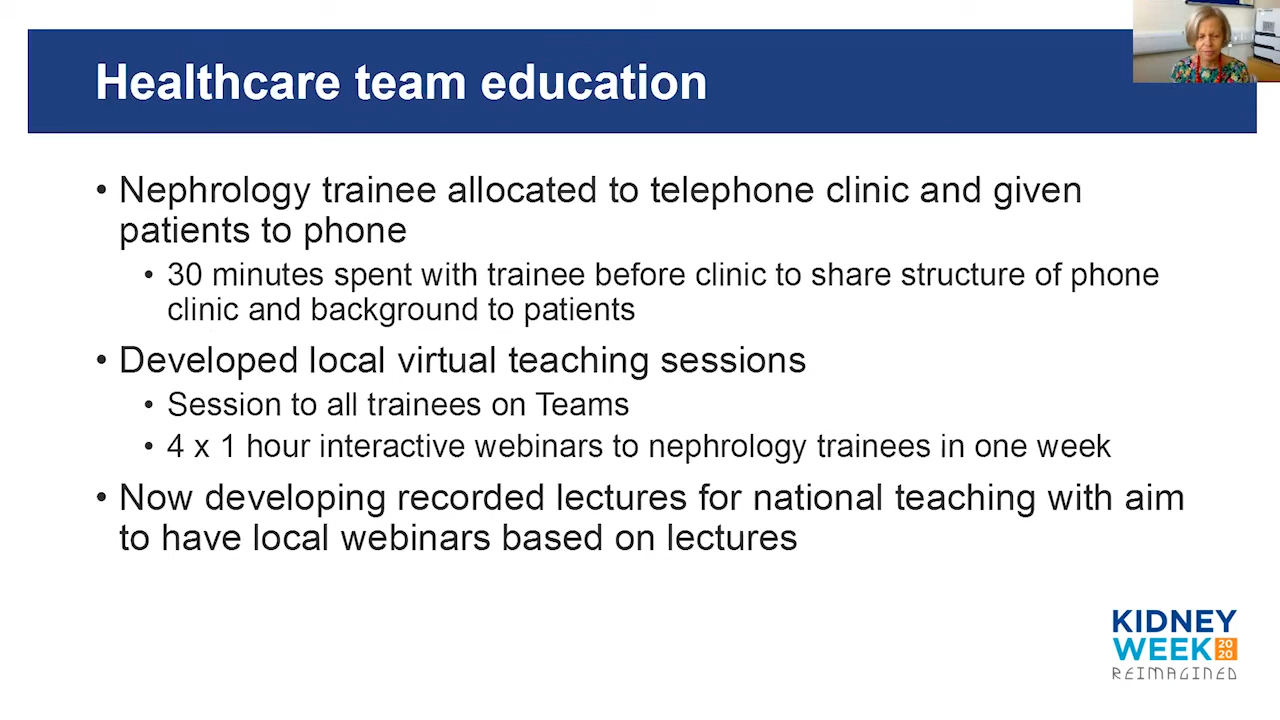 Healthcare team education
• Nephrology trainee allocated to telephone clinic and given
patients to phone
• 30 minutes spent with trainee before clinic to share structure of phone
clinic and background to patients
• Developed local virtual teaching sessions
• Session to all trainees on Teams
• 4 x 1 hour interactive webinars to nephrology trainees in one week
• Now developing recorded lectures for national teaching with aim
to have local webinars based on lectures
KIDNEY
WEEK 2020
REIMAGINED